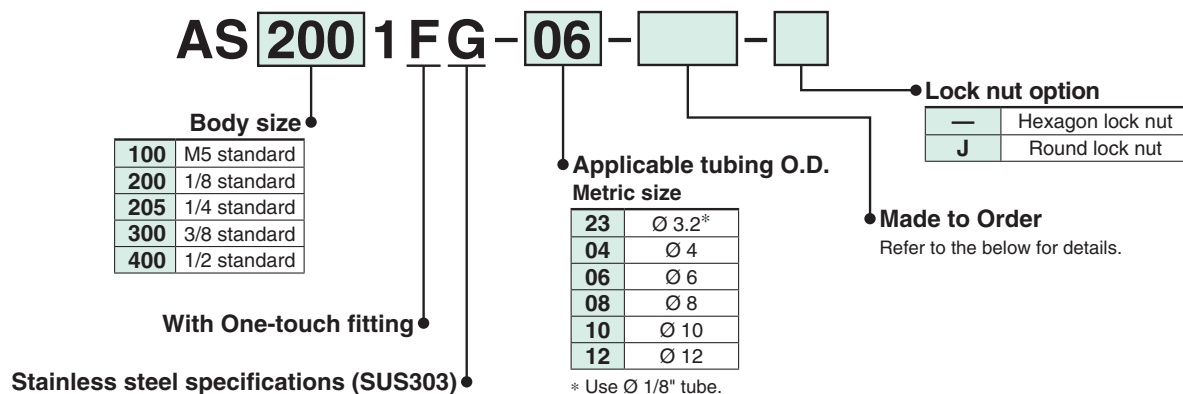 AS 200 1 F G – 06 – –
Body size
100 M5 standard
200 1/8 standard
205 1/4 standard
300 3/8 standard
400 1/2 standard
With One-touch fitting
Stainless steel specifications (SUS303)
Applicable tubing O.D.
Metric size
23 Ø 3.2*
04 Ø 4
06 Ø 6
08 Ø 8
10 Ø 10
12 Ø 12
* Use Ø 1/8" tube.
Made to Order
Refer to the below for details.
Lock nut option
— Hexagon lock nut
J Round lock nut